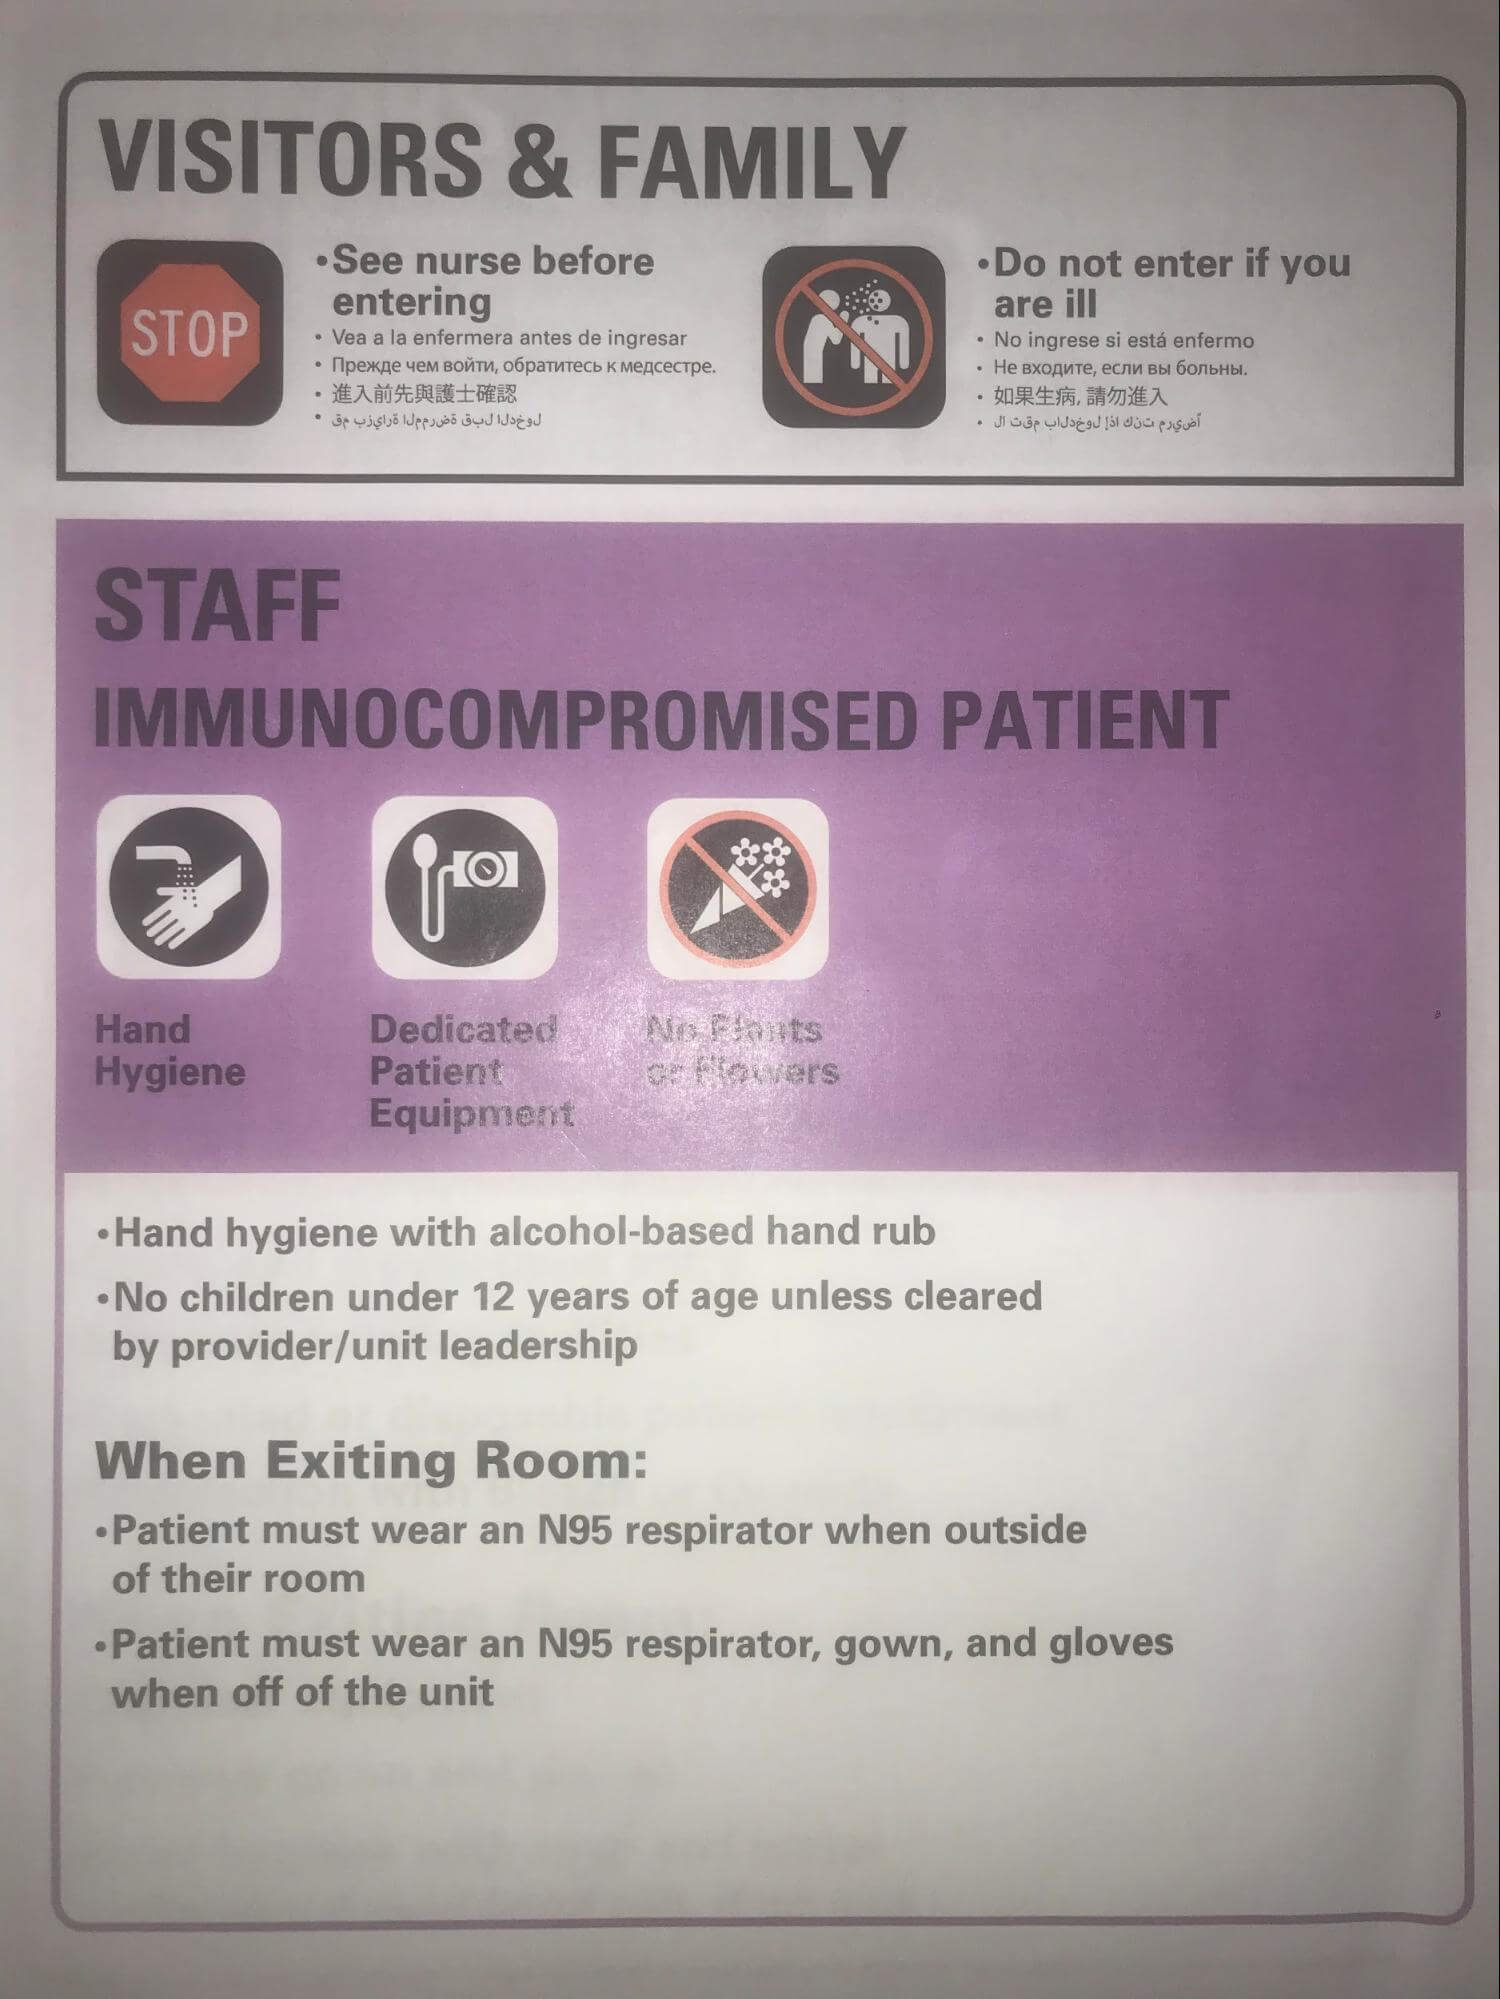 VISITORS & FAMILY
STOP
•See nurse before
entering
• Vea a la enfermera antes de ingresar
• Прежде чем войти, обратитесь к медсестре.
• 進入前先與護士確認
• قم بزيارة الممرضة قبل الدخول
•Do not enter if you
are ill
• No ingrese si está enfermo
• Не входите, если вы больны.
• 如果生病, 請勿進入
• لا تقم بالدخول إذا كنت مريضاً
STAFF
IMMUNOCOMPROMISED PATIENT
Hand
Hygiene
Dedicated
Patient
Equipment
No Plants
or Flowers
•Hand hygiene with alcohol-based hand rub
•No children under 12 years of age unless cleared
by provider/unit leadership
When Exiting Room:
•Patient must wear an N95 respirator when outside
of their room
•Patient must wear an N95 respirator, gown, and gloves
when off of the unit